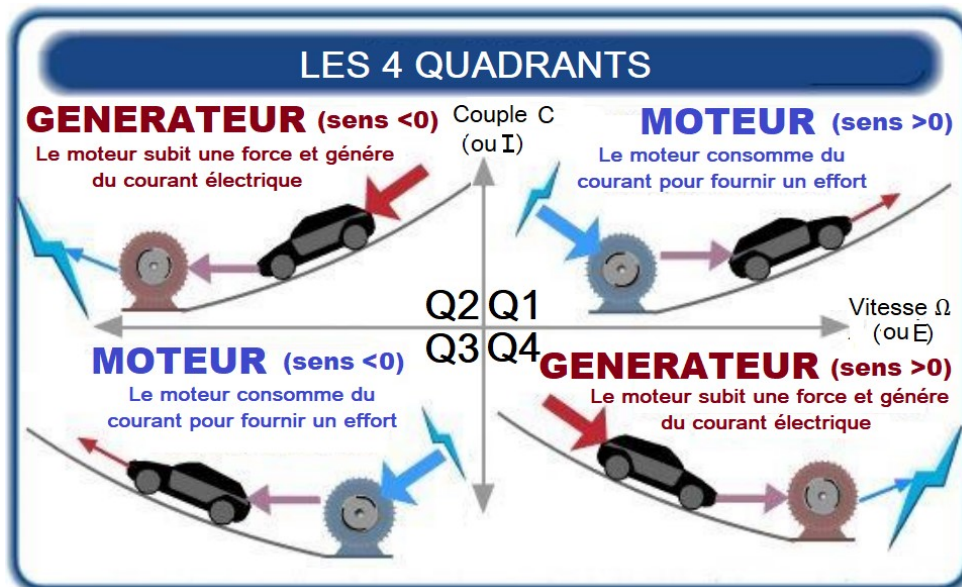 LES 4 QUADRANTS
GENERATEUR (sens <0)
Le moteur subit une force et génére
du courant électrique
Couple C
(ou I)
MOTEUR (sens >0)
Le moteur consomme du
courant pour fournir un effort
Q2 Q1
Vitesse Ω
(ou E)
Q3 Q4
MOTEUR (sens <0)
Le moteur consomme du
courant pour fournir un effort
GENERATEUR (sens >0)
Le moteur subit une force et génére
du courant électrique